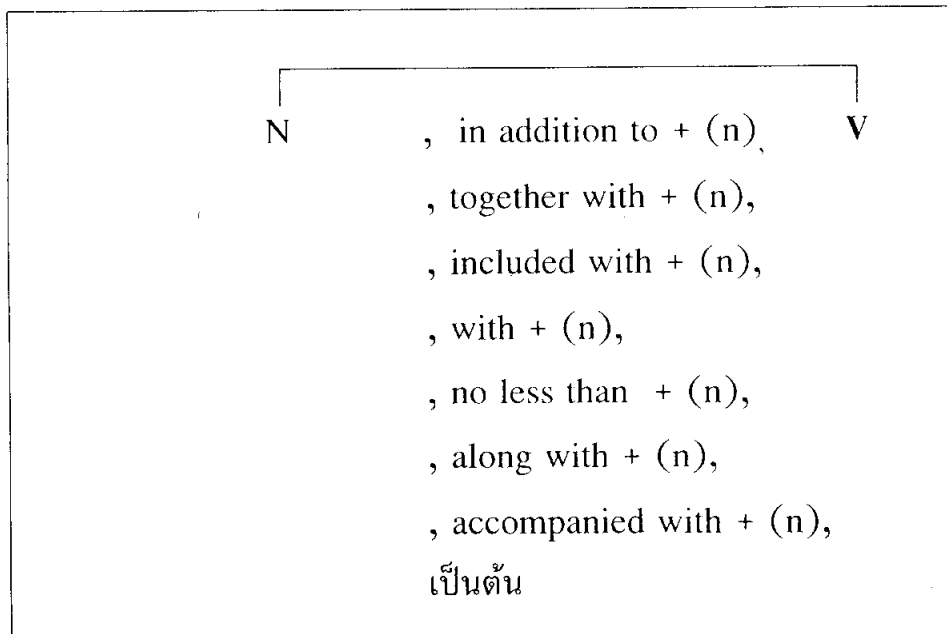 N , in addition to + (n), V
, together with + (n),
, included with + (n),
, with + (n),
, no less than + (n),
, along with + (n),
, accompanied with + (n),
เป็นต้น